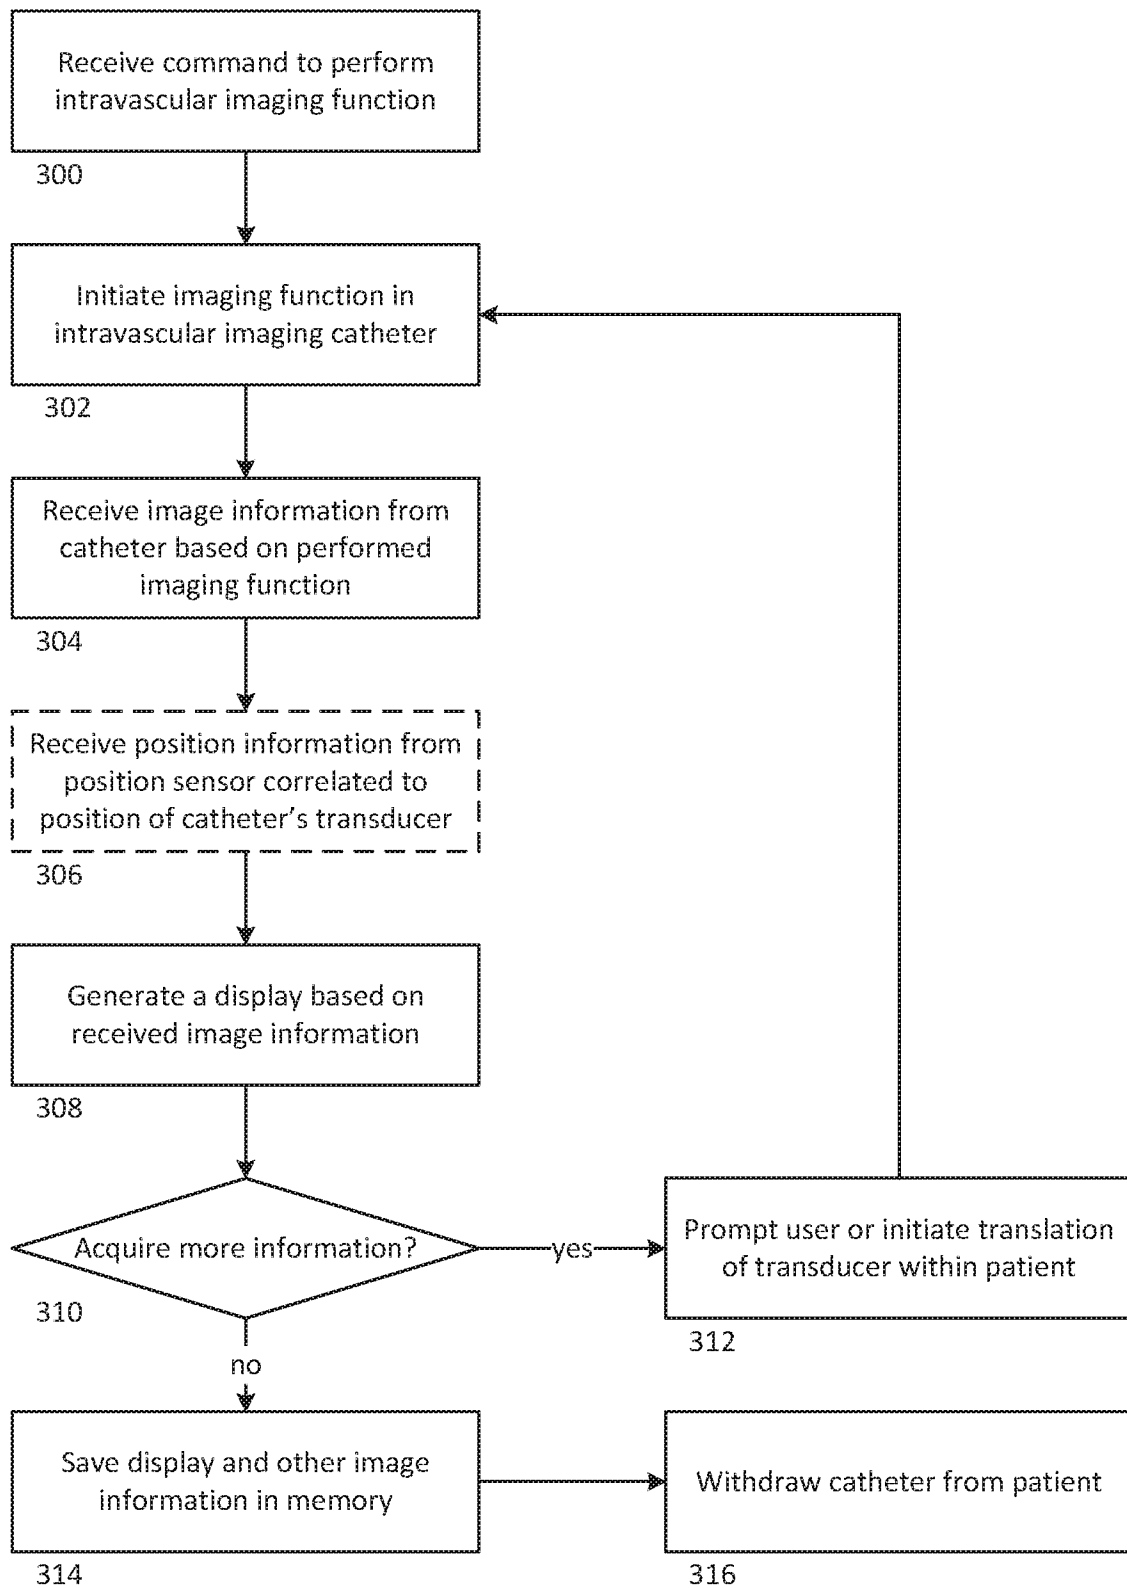 Receive command to perform
intravascular imaging function
300
Initiate imaging function in
intravascular imaging catheter
302
Receive image information from
catheter based on performed
imaging function
304
Receive position information from
position sensor correlated to
position of catheter's transducer
306
Generate a display based on
received image information
308
Acquire more information?
yes
310
Prompt user or initiate translation
of transducer within patient
312
no
Save display and other image
information in memory
314
Withdraw catheter from patient
316